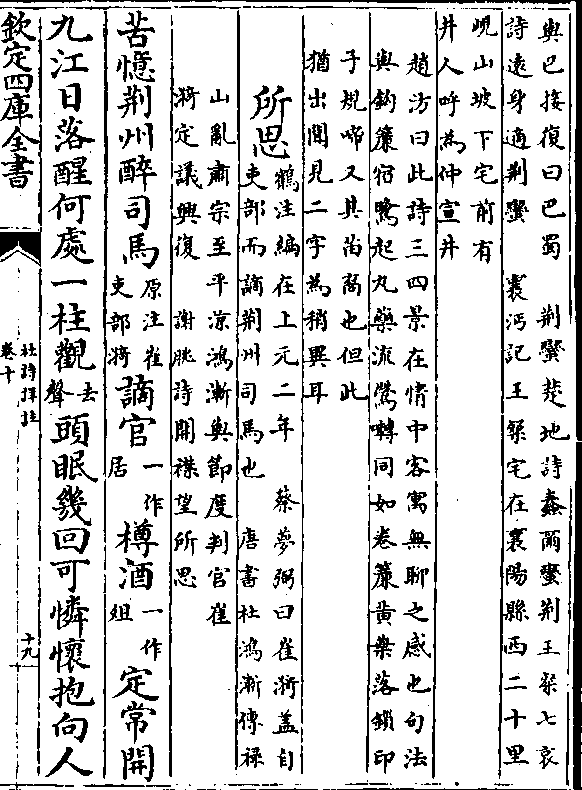 與巴接復曰巴蜀　荆蠻楚地詩蠢爾蠻荆王粲七哀
詩遠身適荆蠻　襄沔記王粲宅在襄陽縣西二十里
峴山坡下宅前有
井人呼為仲宣井
趙汸曰此詩三四景在情中客寓無聊之感也句法
與鈎簾宿鷺起丸藥流鶯囀同如卷簾黄葉落鎖印
子規啼又其尚裔也但此
猶出聞見二字為稍異耳
所思鶴注編在上元二年　蔡夢弼曰崔漪蓋自
吏部而謫荆州司馬也　唐書杜鴻漸傳禄
山亂肅宗至平凉鴻漸與節度判官崔
漪定議興復　謝朓詩開襟望所思
苦憶荆州醉司馬原注崔吏部漪謫官一作居樽酒一作俎定常開
九江日落醒何處一柱觀去聲頭眠幾回可憐懷抱向人
欽定四庫全書
杜詩詳註
卷十
十九